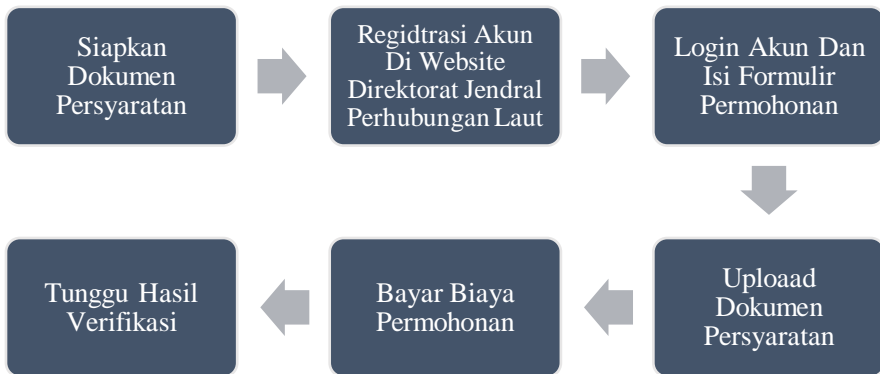 Siapkan
Dokumen
Persyaratan
Regidtrasi Akun
Di Website
Direktorat Jendral
Perhubungan Laut
Login Akun Dan
Isi Formulir
Permohonan
Uploaad
Dokumen
Persyaratan
Bayar Biaya
Permohonan
Tunggu Hasil
Verifikasi